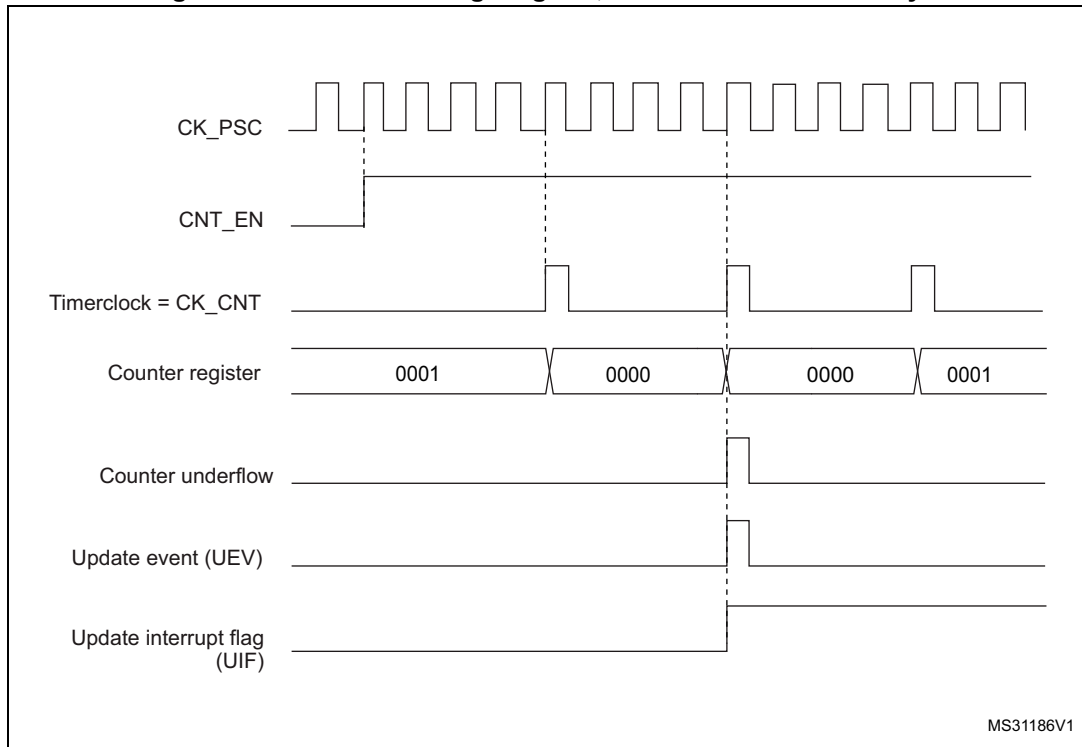 CK_PSC
CNT_EN
Timerclock = CK_CNT
Counter register
0001
0000
0000
0001
Counter underflow
Update event (UEV)
Update interrupt flag
(UIF)
MS31186V1